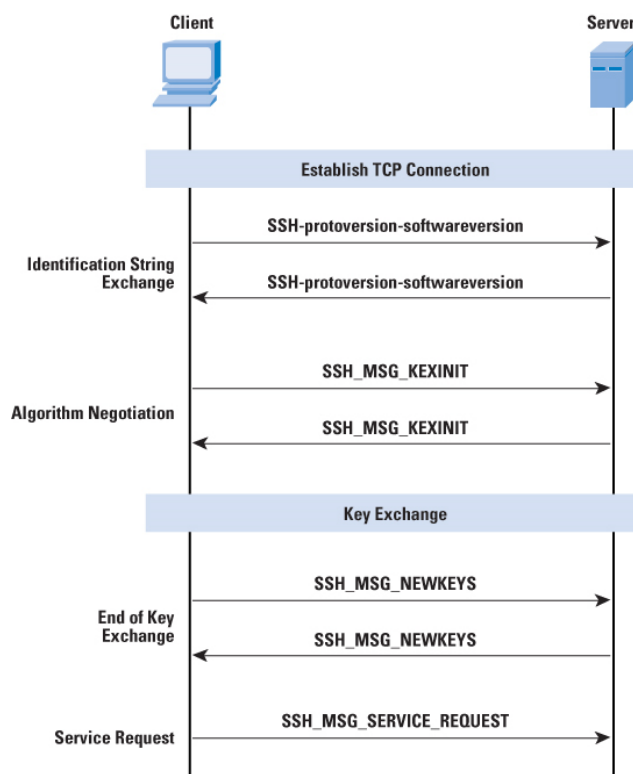 Client
Server
Establish TCP Connection
SSH-protoversion-softwareversion
Identification String
Exchange
SSH-protoversion-softwareversion
SSH_MSG_KEXINIT
Algorithm Negotiation
SSH_MSG_KEXINIT
Key Exchange
SSH_MSG_NEWKEYS
End of Key
Exchange
SSH_MSG_NEWKEYS
SSH_MSG_SERVICE_REQUEST
Service Request